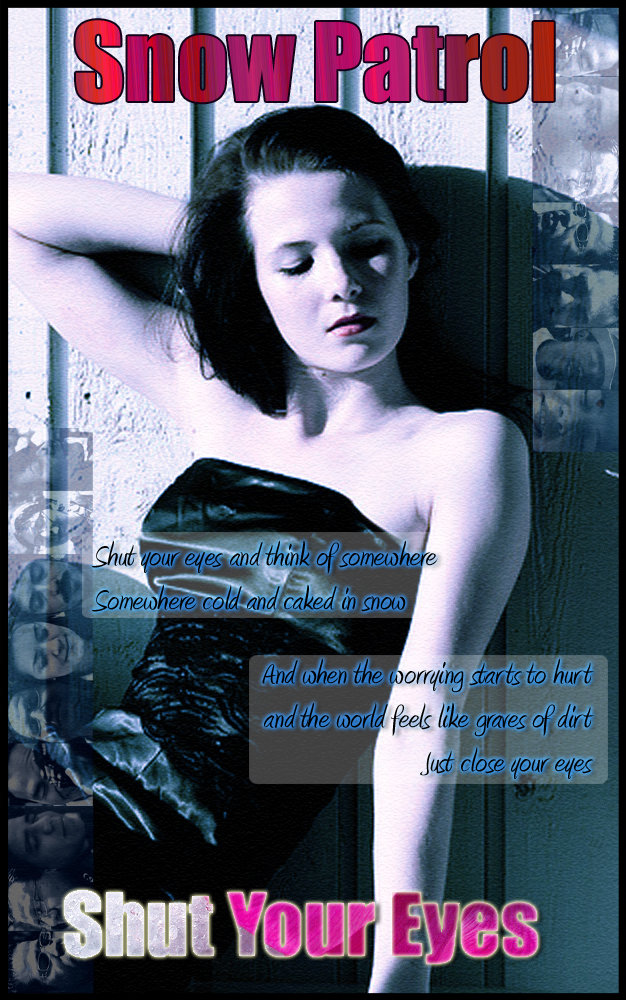 Snow Patrol
Shut your eyes and think of somewhere
Somewhere cold and caked in snow
And when the worrying starts to hurt
and the world feels like graves of dirt
Just close your eyes
Shut Your Eyes